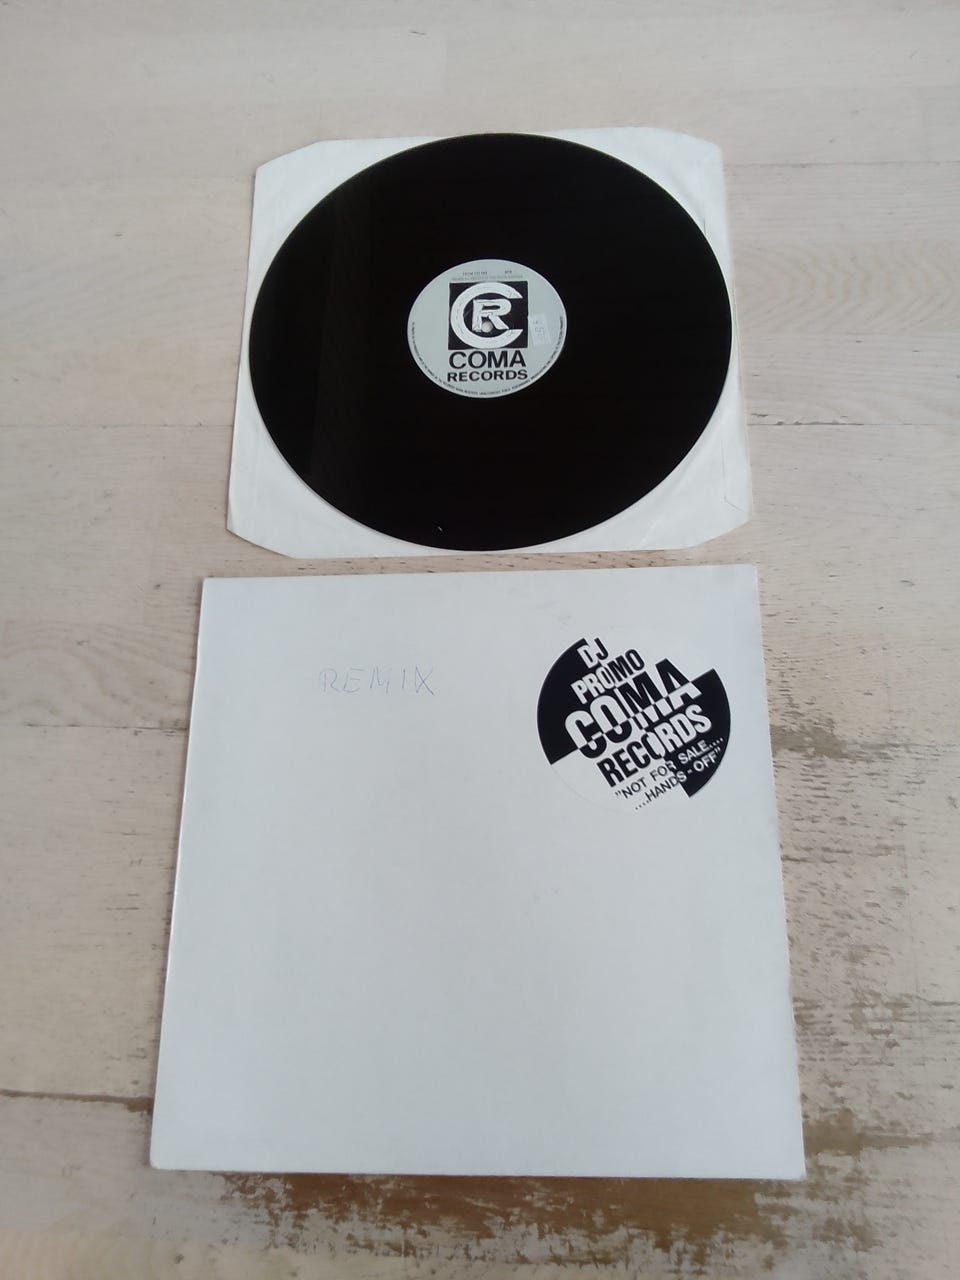 CR
COMA
RECORDS
REMIX
DJ
PROMO
COMA
RECORDS
"NOT FOR SALE....
....HANDS-OFF"